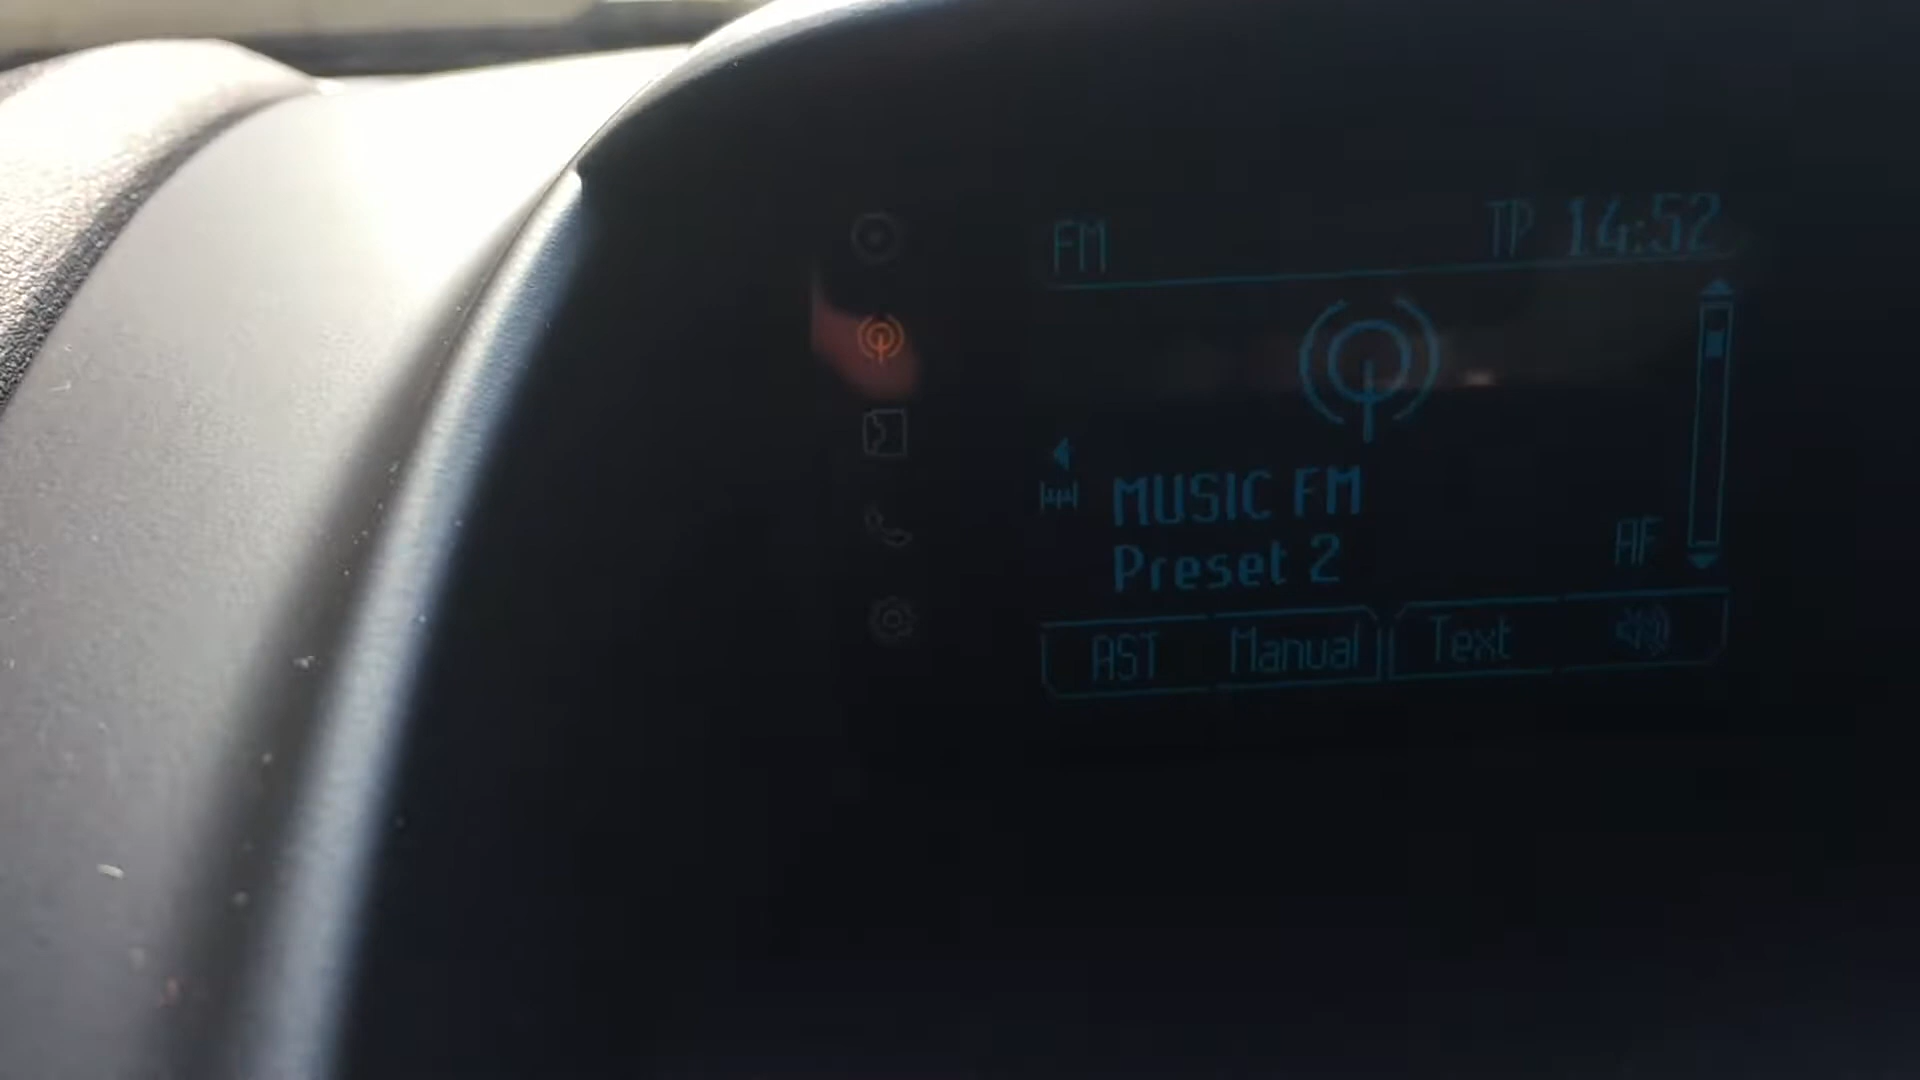 FM TP 14:52
MUSIC FM
Preset 2
AF
AST Manual Text